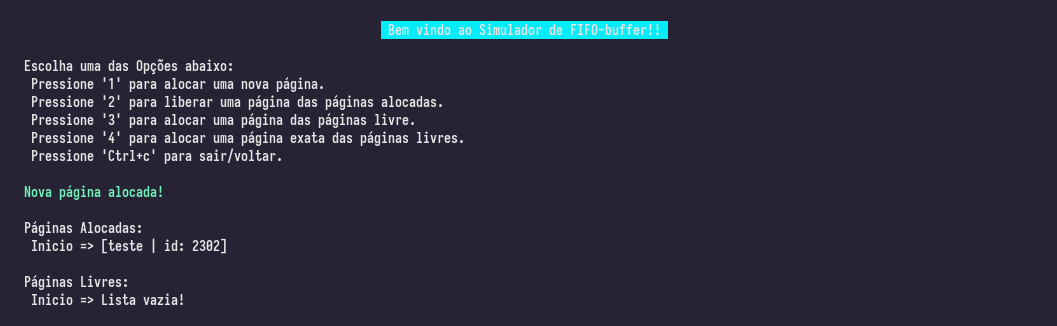 Bem vindo ao Simulador de FIFO-buffer!!
Escolha uma das Opções abaixo:
Pressione '1' para alocar uma nova página.
Pressione '2' para liberar uma página das páginas alocadas.
Pressione '3' para alocar uma página das páginas livre.
Pressione '4' para alocar uma página exata das páginas livres.
Pressione 'Ctrl+c' para sair/voltar.
Nova página alocada!
Páginas Alocadas:
Inicio => [teste | id: 2302]
Páginas Livres:
Inicio => Lista vazia!